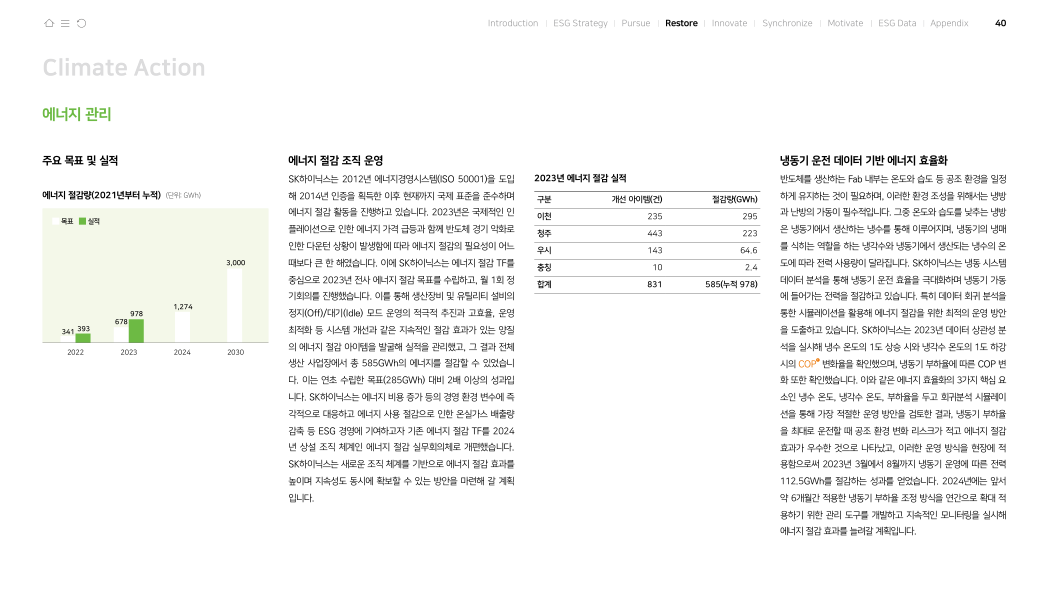 Introduction | ESG Strategy | Pursue | Restore | Innovate | Synchronize | Motivate | ESG Data | Appendix 40
Climate Action
에너지 관리
주요 목표 및 실적
에너지 절감량(2021년부터 누적) (단위: GWh)
목표 실적
341 393 678 978 1,274 3,000
2022 2023 2024 2030
에너지 절감 조직 운영
SK하이닉스는 2012년 에너지경영시스템(ISO 50001)을 도입
해 2014년 인증을 획득한 이후 현재까지 국제 표준을 준수하며
에너지 절감 활동을 진행하고 있습니다. 2023년은 국제적인 인
플레이션으로 인한 에너지 가격 급등과 함께 반도체 경기 악화로
인한 다운턴 상황이 발생함에 따라 에너지 절감의 필요성이 어느
때보다 큰 한 해였습니다. 이에 SK하이닉스는 에너지 절감 TF를
중심으로 2023년 전사 에너지 절감 목표를 수립하고, 월 1회 정
기회의를 진행했습니다. 이를 통해 생산장비 및 유틸리티 설비의
정지(Off)/대기(Idle) 모드 운영의 적극적 추진과 고효율, 운영
최적화 등 시스템 개선과 같은 지속적인 절감 효과가 있는 양질
의 에너지 절감 아이템을 발굴해 실적을 관리했고, 그 결과 전체
생산 사업장에서 총 585GWh의 에너지를 절감할 수 있었습니
다. 이는 연초 수립한 목표(285GWh) 대비 2배 이상의 성과입
니다. SK하이닉스는 에너지 비용 증가 등의 경영 환경 변수에 즉
각적으로 대응하고 에너지 사용 절감으로 인한 온실가스 배출량
감축 등 ESG 경영에 기여하고자 기존 에너지 절감 TF를 2024
년 상설 조직 체계인 에너지 절감 실무회의체로 개편했습니다.
SK하이닉스는 새로운 조직 체계를 기반으로 에너지 절감 효과를
높이며 지속성도 동시에 확보할 수 있는 방안을 마련해 갈 계획
입니다.
2023년 에너지 절감 실적
구분 개선 아이템(건) 절감량(GWh)
이천 235 295
청주 443 223
우시 143 64.6
충칭 10 2.4
합계 831 585(누적 978)
냉동기 운전 데이터 기반 에너지 효율화
반도체를 생산하는 Fab 내부는 온도와 습도 등 공조 환경을 일정
하게 유지하는 것이 필요하며, 이러한 환경 조성을 위해서는 냉방
과 난방의 가동이 필수적입니다. 그중 온도와 습도를 낮추는 냉방
은 냉동기에서 생산하는 냉수를 통해 이루어지며, 냉동기의 냉매
를 식히는 역할을 하는 냉각수와 냉동기에서 생산되는 냉수의 온
도에 따라 전력 사용량이 달라집니다. SK하이닉스는 냉동 시스템
데이터 분석을 통해 냉동기 운전 효율을 극대화하며 냉동기 가동
에 들어가는 전력을 절감하고 있습니다. 특히 데이터 회귀 분석을
통한 시뮬레이션을 활용해 에너지 절감을 위한 최적의 운영 방안
을 도출하고 있습니다. SK하이닉스는 2023년 데이터 상관성 분
석을 실시해 냉수 온도의 1도 상승 시와 냉각수 온도의 1도 하강
시의 COP* 변화율을 확인했으며, 냉동기 부하율에 따른 COP 변
화 또한 확인했습니다. 이와 같은 에너지 효율화의 3가지 핵심 요
소인 냉수 온도, 냉각수 온도, 부하율을 두고 회귀분석 시뮬레이
션을 통해 가장 적절한 운영 방안을 검토한 결과, 냉동기 부하율
을 최대로 운전할 때 공조 환경 변화 리스크가 적고 에너지 절감
효과가 우수한 것으로 나타났고, 이러한 운영 방식을 현장에 적
용함으로써 2023년 3월에서 8월까지 냉동기 운영에 따른 전력
112.5GWh를 절감하는 성과를 얻었습니다. 2024년에는 앞서
약 6개월간 적용한 냉동기 부하율 조정 방식을 연간으로 확대 적
용하기 위한 관리 도구를 개발하고 지속적인 모니터링을 실시해
에너지 절감 효과를 늘려갈 계획입니다.